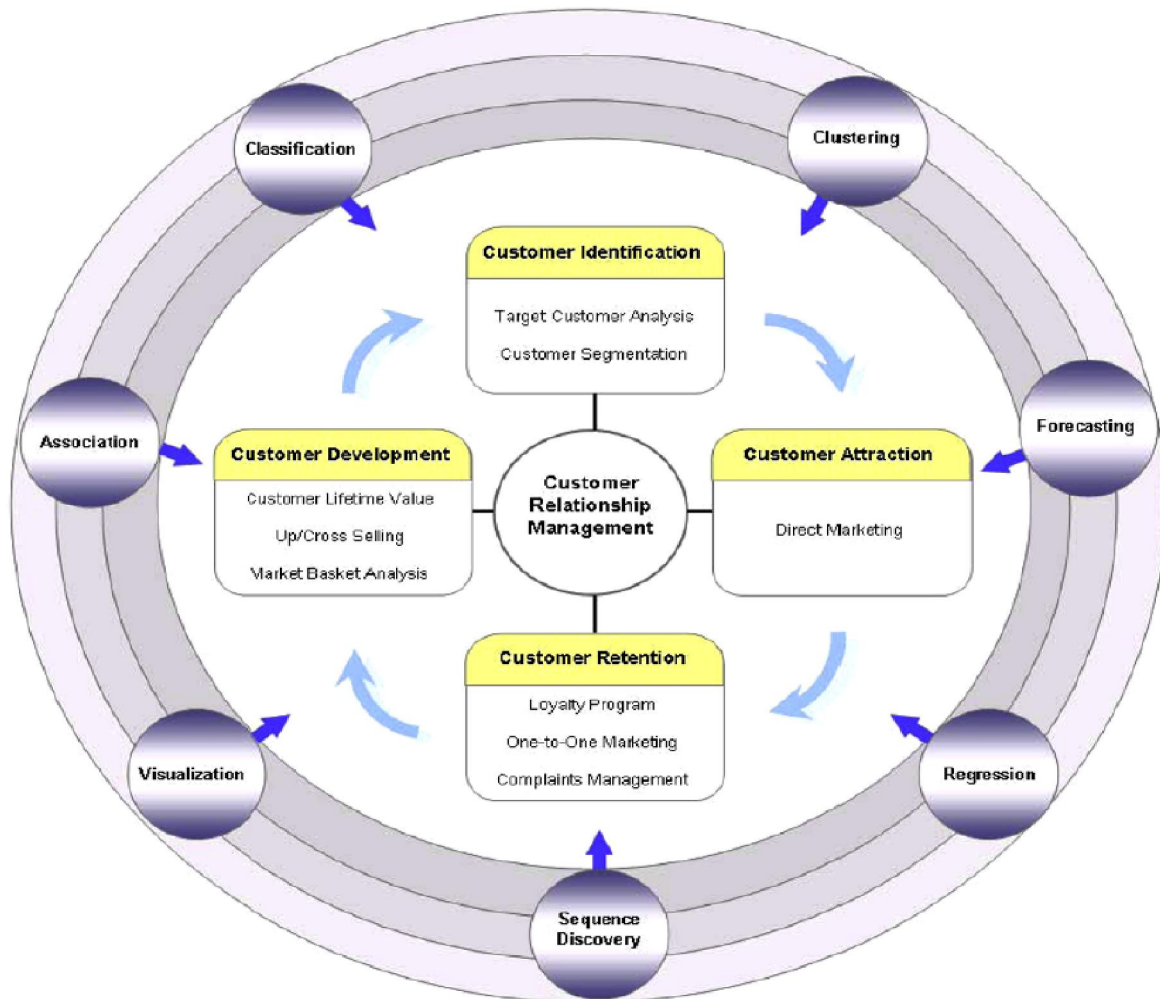 Classification
Clustering
Customer Identification
Target Customer Analysis
Customer Segmentation
Association
Forecasting
Customer Development
Customer Lifetime Value
Up/Cross Selling
Market Basket Analysis
Customer
Relationship
Management
Customer Attraction
Direct Marketing
Customer Retention
Loyalty Program
One-to-One Marketing
Complaints Management
Visualization
Regression
Sequence
Discovery